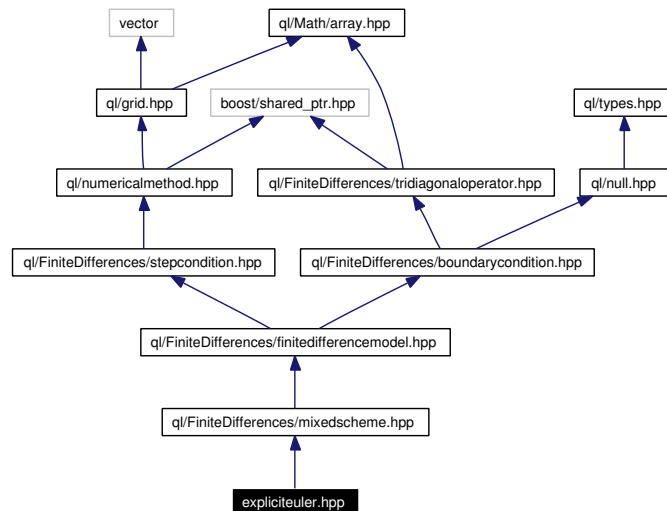 vector
ql/Math/array.hpp
ql/grid.hpp
boost/shared_ptr.hpp
ql/types.hpp
ql/numericalmethod.hpp
ql/FiniteDifferences/tridiagonaloperator.hpp
ql/null.hpp
ql/FiniteDifferences/stepcondition.hpp
ql/FiniteDifferences/boundarycondition.hpp
ql/FiniteDifferences/finitedifferencemodel.hpp
ql/FiniteDifferences/mixedscheme.hpp
expliciteuler.hpp